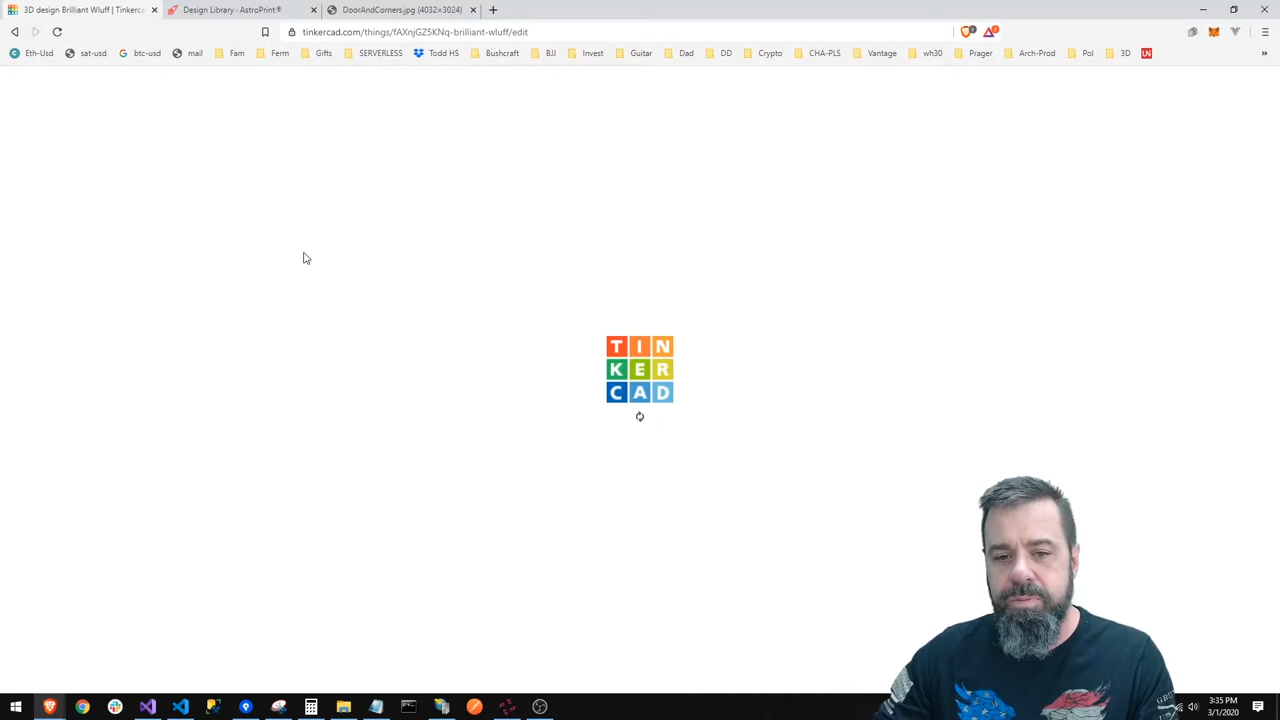 3D design Brilliant Wluff | Tinkerca
Design Library - AstroPrint®
DoorAndCorners.jpg (4032×3024)
tinkercad.com/things/fAXnjGZ5KNq-brilliant-wluff/edit
Eth-Usd
sat-usd
btc-usd
mail
Fam
Ferm
Gifts
SERVERLESS
Todd HS
Bushcraft
BJJ
Invest
Guitar
Dad
DD
Crypto
CHA-PLS
Vantage
wh30
Prager
Arch-Prod
Pol
3D
TIN
KER
CAD
3:35 PM
3/1/2020